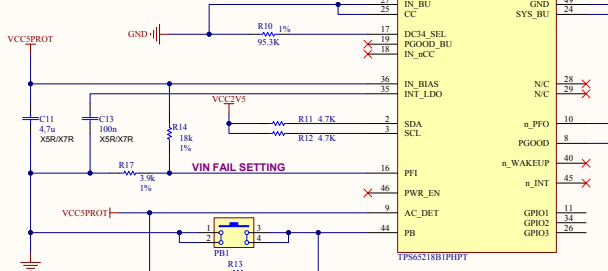 27 IN_BU
25 CC
GND 49
SYS_BU 24
R10 1%
GND
95.3K
17 DC34_SEL
19 PGOOD_BU
18 IN_nCC
VCC5PROT
36 IN_BIAS
35 INT_LDO
N/C 28
N/C 29
VCC2V5
C11
4,7u
X5R/X7R
C13
100n
X5R/X7R
R14
18k
1%
R11 4.7K
R12 4.7K
2 SDA
3 SCL
n_PFO 10
PGOOD 8
R17
3.9k
1%
VIN FAIL SETTING
16 PFI
n_WAKEUP 40
n_INT 45
46 PWR_EN
VCC5PROT
9 AC_DET
44 PB
GPIO1 11
GPIO2 34
GPIO3 26
1 3
2 4
PB1
R13
TPS65218B1PHPT